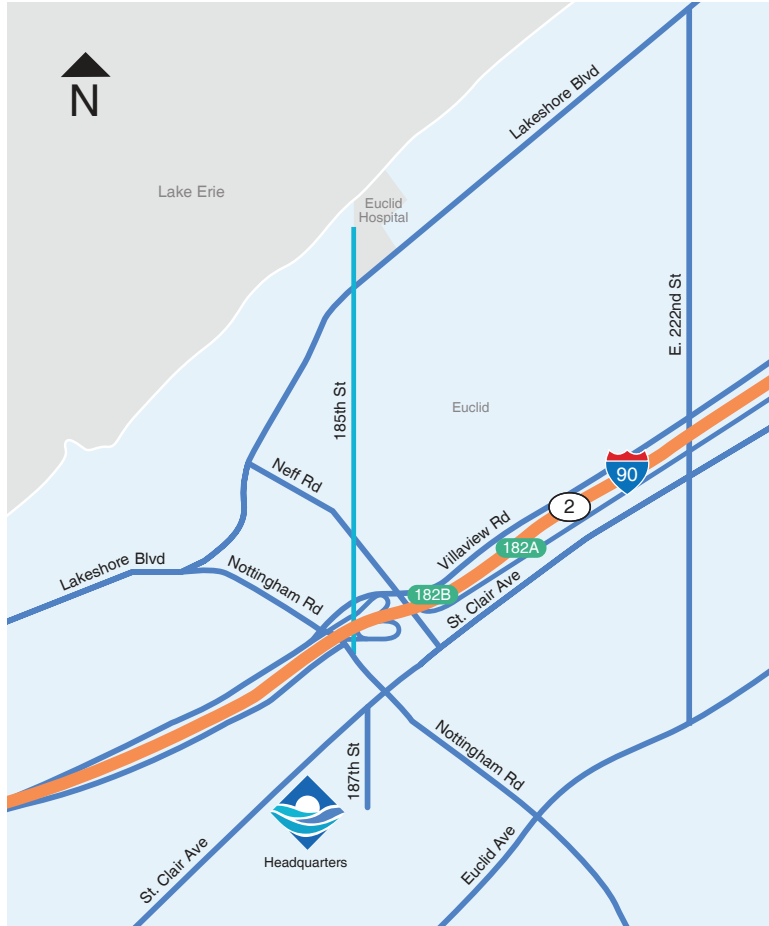 Lakeshore Blvd
N
Lake Erie
Euclid
Hospital
E. 222nd St
185th St
Euclid
Neff Rd
90
2
Villaview Rd
182A
Lakeshore Blvd
Nottingham Rd
182B
St. Clair Ave
187th St
Nottingham Rd
St. Clair Ave
Euclid Ave
Headquarters